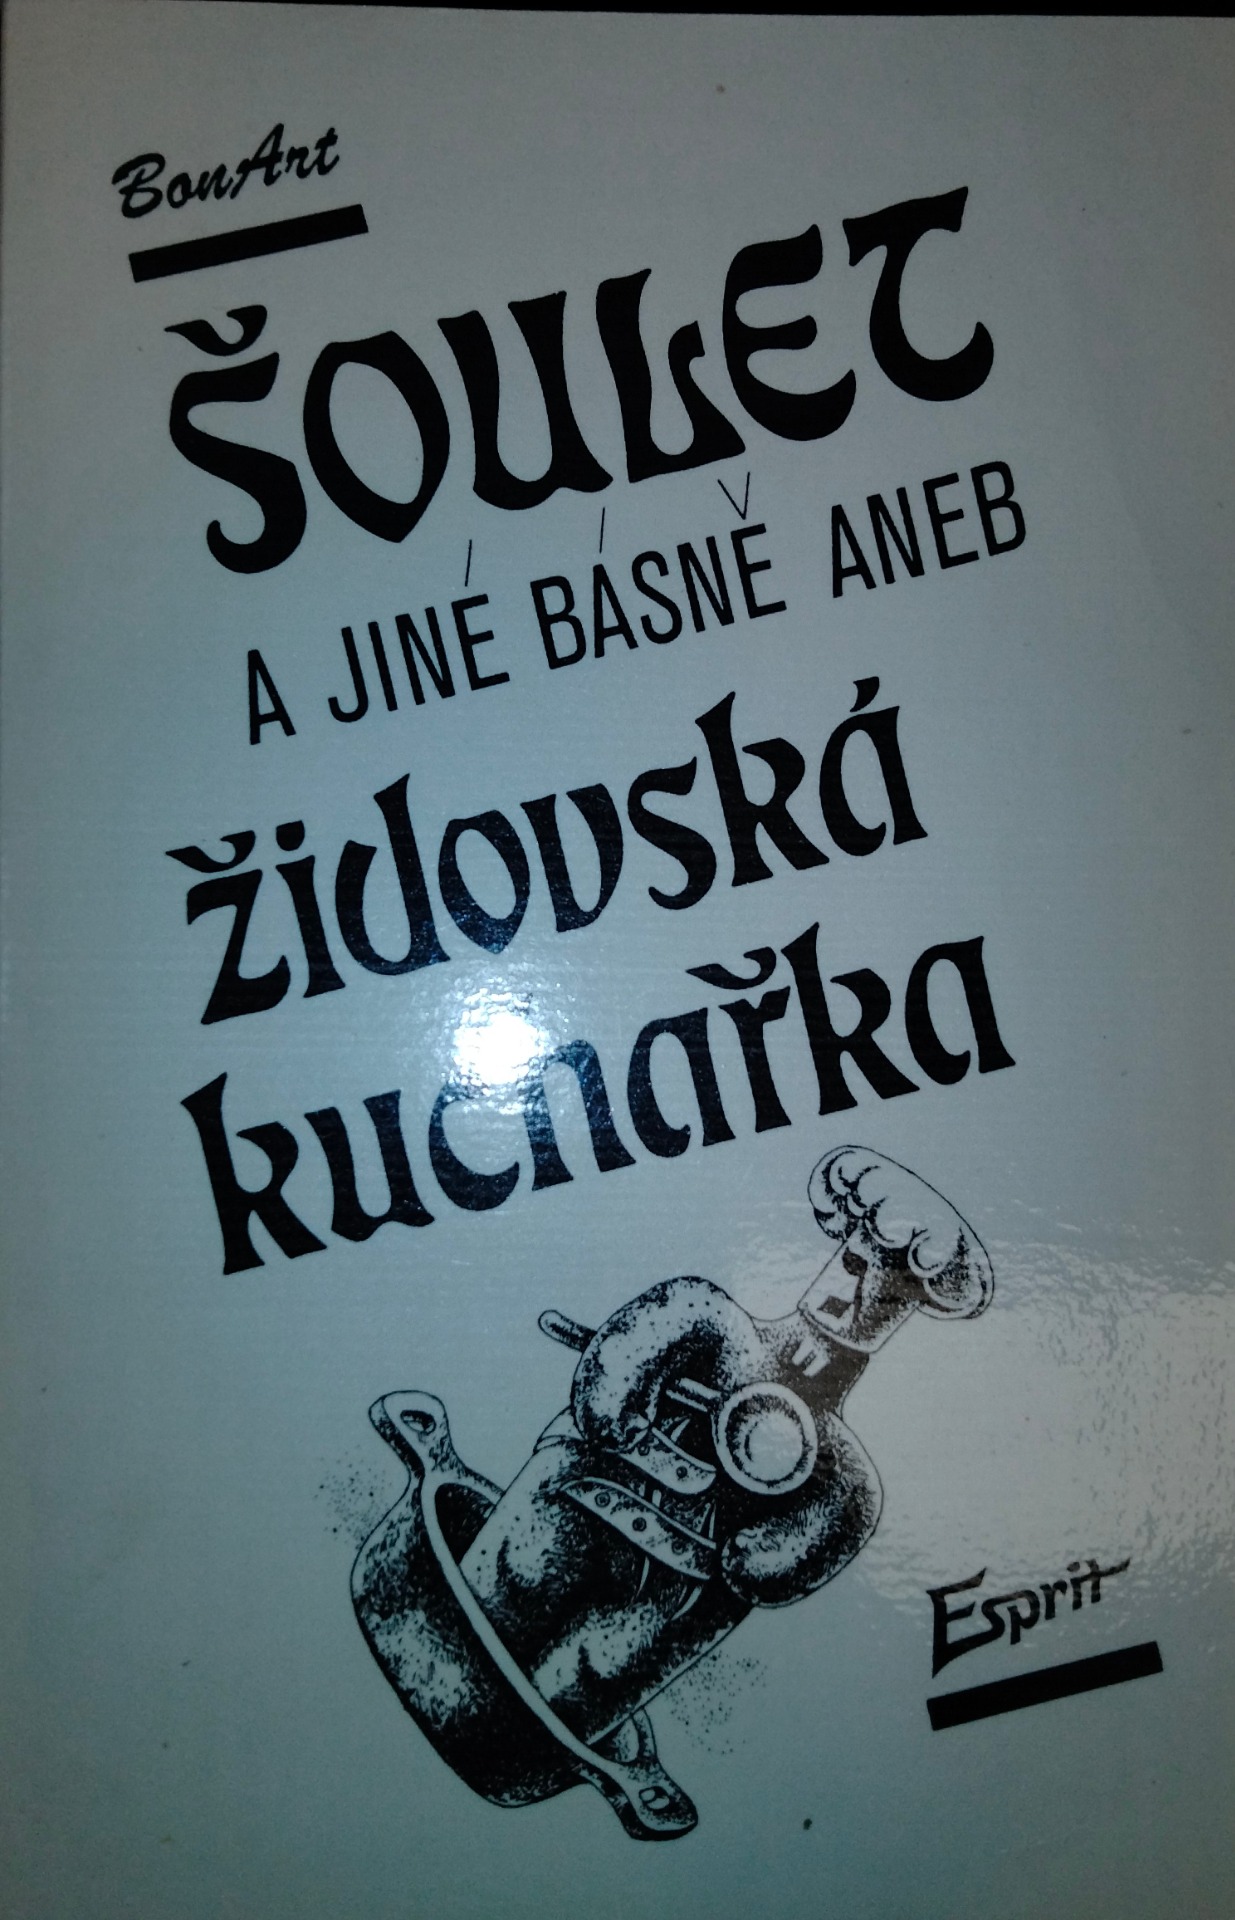 BonArt
ŠOULET
A JINÉ BÁSNĚ ANEB
židovská
kuchařka
Esprit